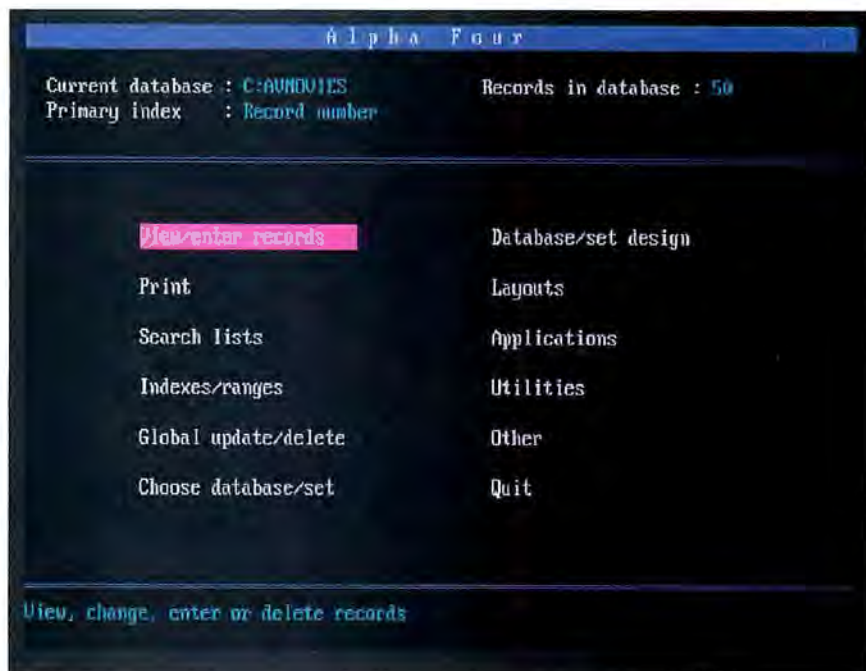 Alpha Four
Current database : C:AVMOVIES
Records in database : 50
Primary index : Record number
View/enter records
Print
Search lists
Indexes/ranges
Global update/delete
Choose database/set
Database/set design
Layouts
Applications
Utilities
Other
Quit
View, change, enter or delete records